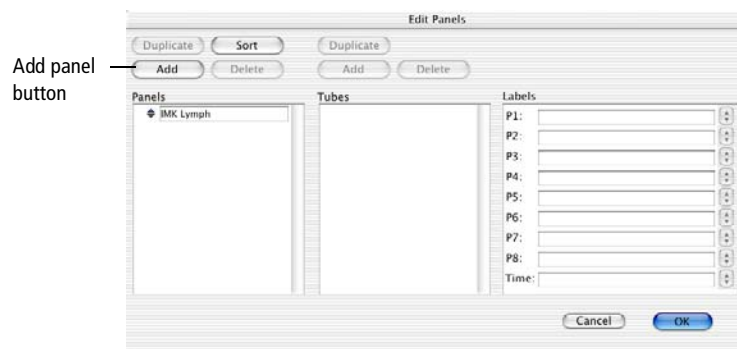 Edit Panels
Duplicate Sort Duplicate
Add panel
button
Add Delete Add Delete
Panels Tubes Labels
IMK Lymph
P1:
P2:
P3:
P4:
P5:
P6:
P7:
P8:
Time:
Cancel OK